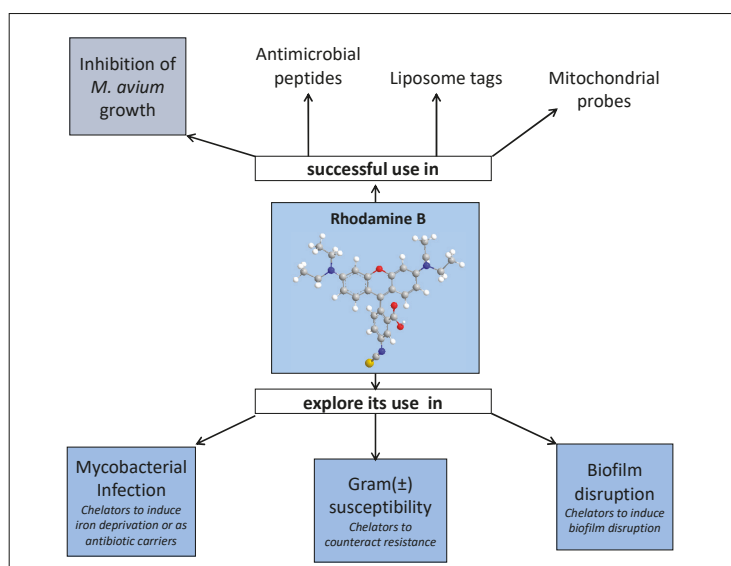 Inhibition of
M. avium
growth
Antimicrobial
peptides
Liposome tags
Mitochondrial
probes
successful use in
Rhodamine B
explore its use in
Mycobacterial
Infection
Chelators to induce
iron deprivation or as
antibiotic carriers
Gram(±)
susceptibility
Chelators to
counteract resistance
Biofilm
disruption
Chelators to induce
biofilm disruption